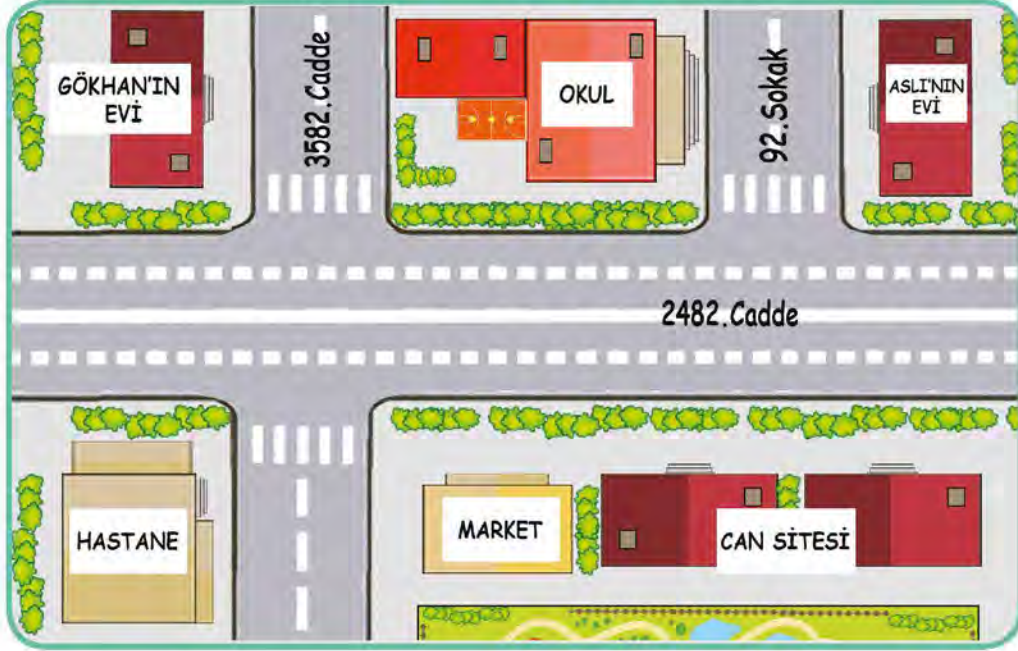 GÖKHAN'IN
EVİ
3582.Cadde
OKUL
92.Sokak
ASLI'NIN
EVİ
2482.Cadde
HASTANE
MARKET
CAN SİTESİ